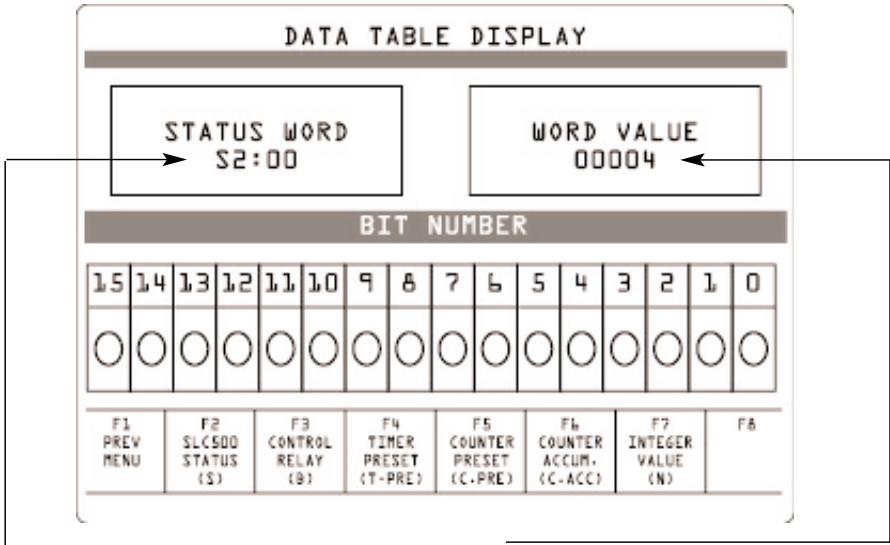 DATA TABLE DISPLAY
STATUS WORD
S2:00
WORD VALUE
00004
BIT NUMBER
15 14 13 12 11 10 9 8 7 6 5 4 3 2 1 0
F1
PREV
MENU
F2
SLC500
STATUS
(S)
F3
CONTROL
RELAY
(B)
F4
TIMER
PRESET
(T-PRE)
F5
COUNTER
PRESET
(C.PRE)
F6
COUNTER
ACCUM.
(C-ACC)
F7
INTEGER
VALUE
(N)
F8